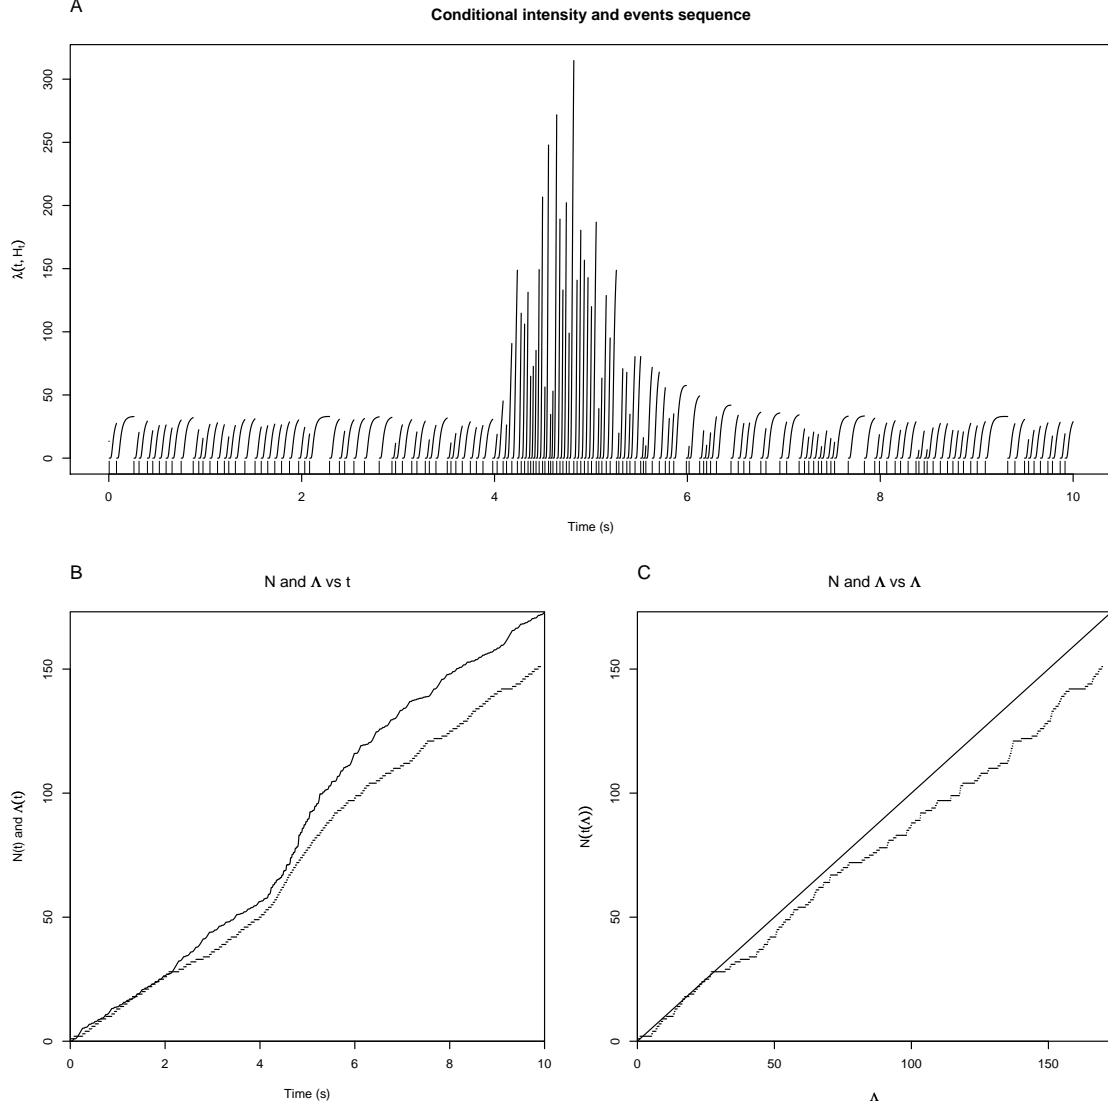 A
Conditional intensity and events sequence
300
250
200
150
100
50
0
λ(t, Ht)
0 2 4 6 8 10
Time (s)
B
N and Λ vs t
150
100
50
0
N(t) and Λ(t)
0 2 4 6 8 10
Time (s)
C
N and Λ vs Λ
150
100
50
0
N(t(Λ))
0 50 100 150
Λ